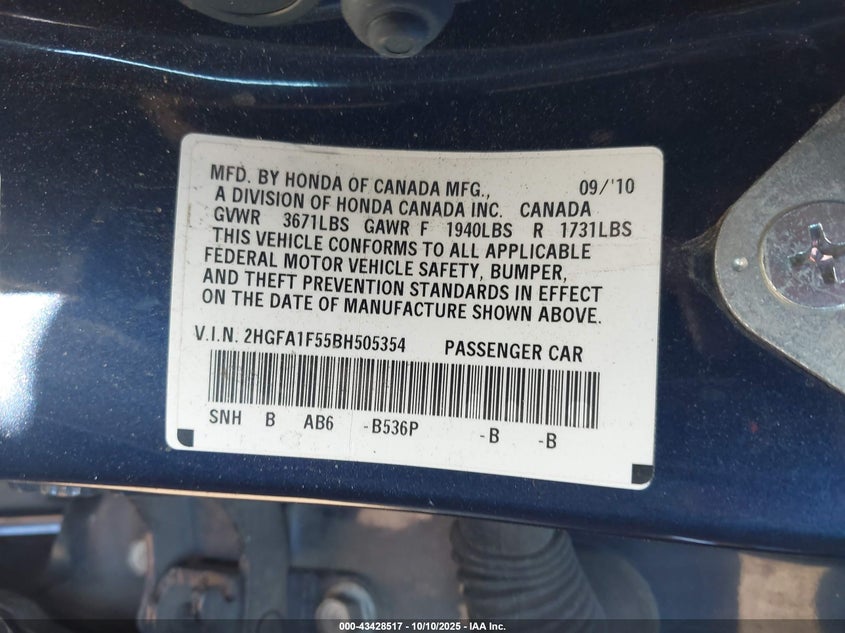 MFD. BY HONDA OF CANADA MFG., 09/'10
A DIVISION OF HONDA CANADA INC. CANADA
GVWR 3671LBS GAWR F 1940LBS R 1731LBS
THIS VEHICLE CONFORMS TO ALL APPLICABLE
FEDERAL MOTOR VEHICLE SAFETY, BUMPER,
AND THEFT PREVENTION STANDARDS IN EFFECT
ON THE DATE OF MANUFACTURE SHOWN ABOVE.
V.I.N. 2HGFA1F55BH505354 PASSENGER CAR
SNH B AB6 -B536P -B -B
000-43428517 - 10/10/2025 - IAA Inc.